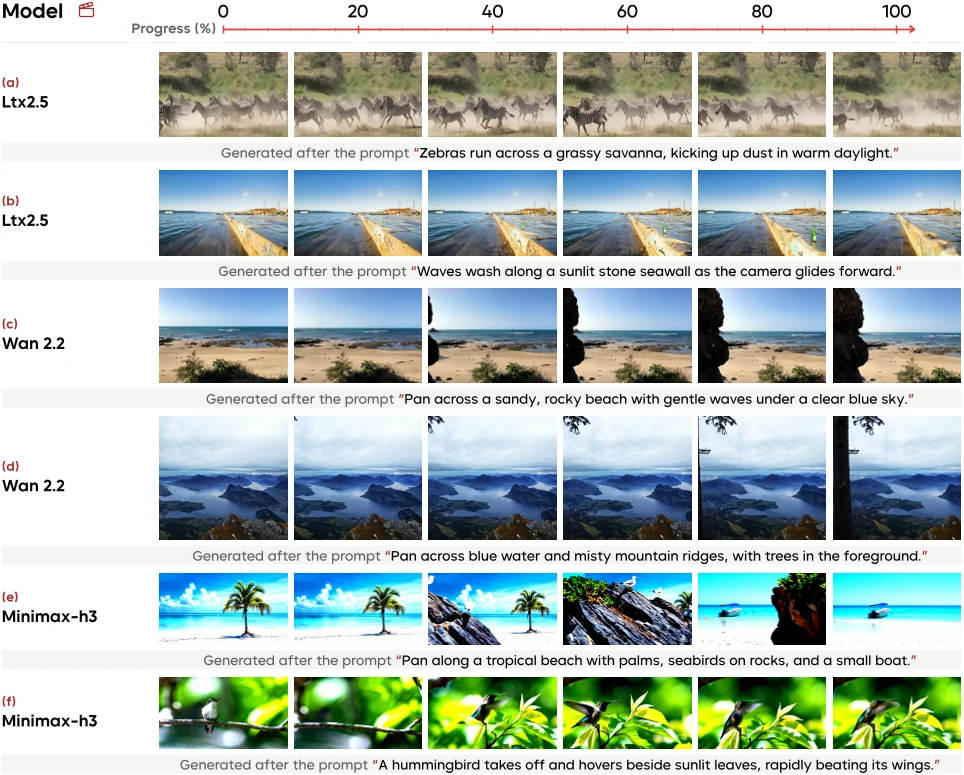 Model 0 20 40 60 80 100
Progress (%)
(a)
Ltx2.5
Generated after the prompt “Zebras run across a grassy savanna, kicking up dust in warm daylight.”
(b)
Ltx2.5
Generated after the prompt “Waves wash along a sunlit stone seawall as the camera glides forward.”
(c)
Wan 2.2
Generated after the prompt “Pan across a sandy, rocky beach with gentle waves under a clear blue sky.”
(d)
Wan 2.2
Generated after the prompt “Pan across blue water and misty mountain ridges, with trees in the foreground.”
(e)
Minimax-h3
Generated after the prompt “Pan along a tropical beach with palms, seabirds on rocks, and a small boat.”
(f)
Minimax-h3
Generated after the prompt “A hummingbird takes off and hovers beside sunlit leaves, rapidly beating its wings.”